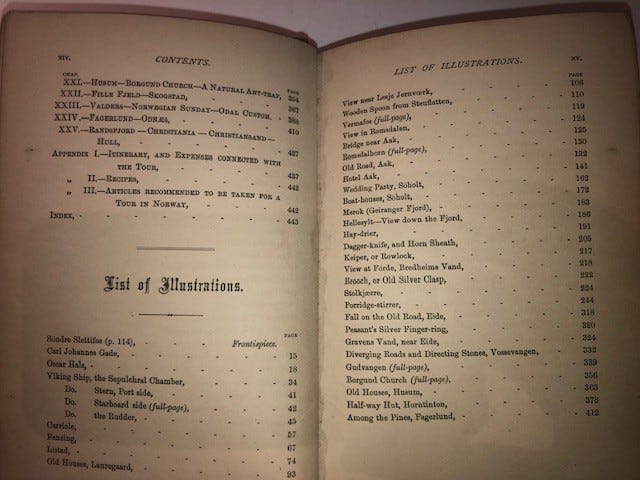 XIV. CONTENTS.
CHAP. PAGE
XXI.—Husum—Borgund Church—A Natural Ant-trap, 354
XXII.—Fille Fjeld—Skogstad, 367
XXIII.—Valders—Norwegian Sunday—Odal Custom, 388
XXIV.—Fagerlund—Odnæs, 410
XXV.—Randsfjord—Christiania—Christiansand—
Hull, 427
Appendix I.—Itinerary, and Expenses connected with
the Tour, 437
„ II.—Recipes, 442
„ III.—Articles recommended to be taken for a
Tour in Norway, 442
Index, 443
List of Illustrations.
PAGE
Söndre Slettifos (p. 114), Frontispiece.
Carl Johannes Gade, 15
Oscar Hals, 18
Viking Ship, the Sepulchral Chamber, 34
Do. Stern, Port side, 41
Do. Starboard side (full-page), 42
Do. the Rudder, 45
Carriole, 57
Fencing, 67
Listed, 74
Old Houses, Laurgaard, 93
LIST OF ILLUSTRATIONS. XV.
PAGE
View near Lesje Jernværk, 106
Wooden Spoon from Steuflatten, 110
Vermafos (full-page), 119
View in Romsdalen, 124
Bridge near Aak, 125
Romsdalhorn (full-page), 130
Old Road, Aak, 132
Hotel Aak, 141
Wedding Party, Söholt, 162
Boat-houses, Söholt, 172
Merok (Geiranger Fjord), 183
Hellesylt—View down the Fjord, 186
Hay-drier, 191
Dagger-knife, and Horn Sheath, 205
Keiper, or Rowlock, 217
View at Förde, Bredheims Vand, 218
Brooch, or Old Silver Clasp, 222
Stolkjærre, 224
Porridge-stirrer, 244
Fall on the Old Road, Eide, 318
Peasant's Silver Finger-ring, 320
Gravens Vand, near Eide, 324
Diverging Roads and Directing Stones, Vossevangen, 332
Gudvangen (full-page), 339
Borgund Church (full-page), 356
Old Houses, Husum, 363
Half-way Hut, Horntinton, 378
Among the Pines, Fagerlund, 412